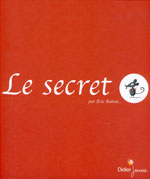 Le secret
par Éric Battut...
Didier jeunesse